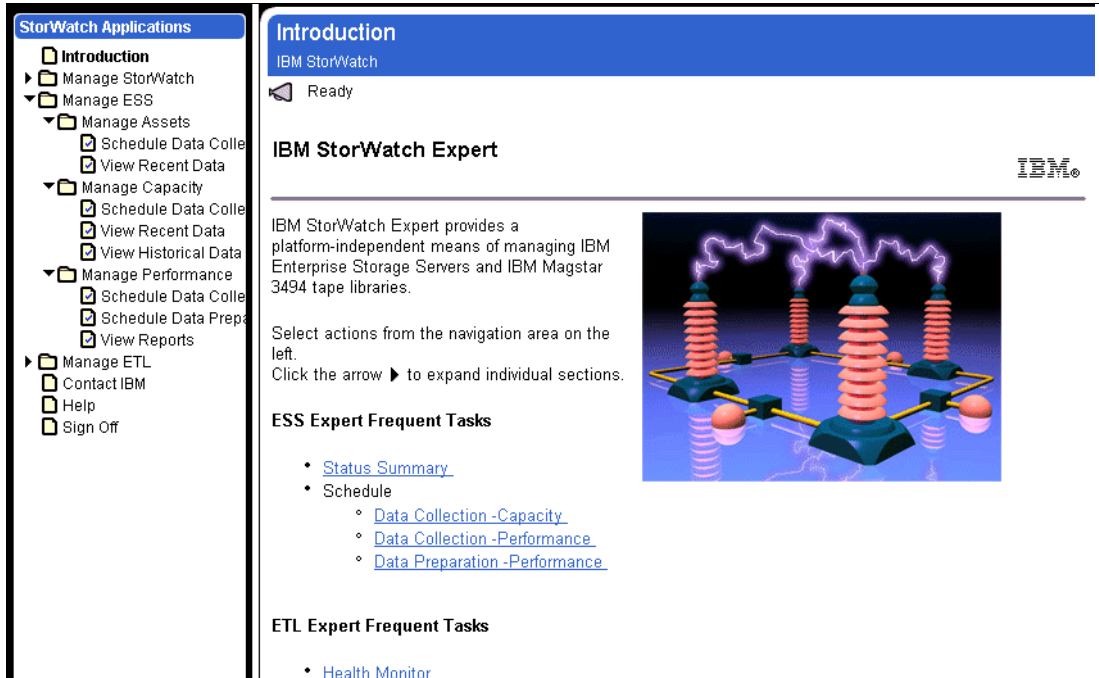 StorWatch Applications
Introduction
Manage StorWatch
Manage ESS
Manage Assets
Schedule Data Colle
View Recent Data
Manage Capacity
Schedule Data Colle
View Recent Data
View Historical Data
Manage Performance
Schedule Data Colle
Schedule Data Prepa
View Reports
Manage ETL
Contact IBM
Help
Sign Off
Introduction
IBM StorWatch
Ready
IBM StorWatch Expert
IBM®
IBM StorWatch Expert provides a
platform-independent means of managing IBM
Enterprise Storage Servers and IBM Magstar
3494 tape libraries.
Select actions from the navigation area on the
left.
Click the arrow ▶ to expand individual sections.
ESS Expert Frequent Tasks
• Status Summary
• Schedule
° Data Collection -Capacity
° Data Collection -Performance
° Data Preparation -Performance
ETL Expert Frequent Tasks
• Health Monitor